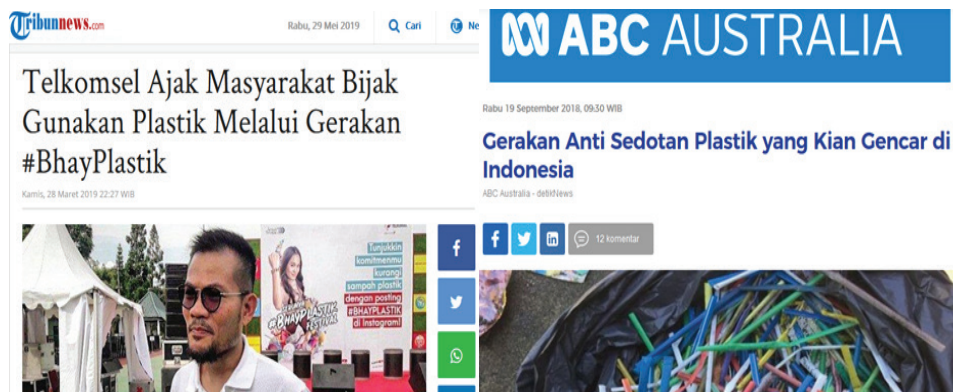 Tribunnews.com
Rabu, 29 Mei 2019
Cari
Ne
Telkomsel Ajak Masyarakat Bijak
Gunakan Plastik Melalui Gerakan
#BhayPlastik
Kamis, 28 Maret 2019 22:27 WIB
Tunjukkin
komitmenmu
kurangi
sampah plastik
dengan posting
#BHAYPLASTIK
di Instagram!
#BHAYPLASTIK
FESTIVAL
ABC AUSTRALIA
Rabu 19 September 2018, 09:30 WIB
Gerakan Anti Sedotan Plastik yang Kian Gencar di
Indonesia
ABC Australia - detikNews
12 komentar